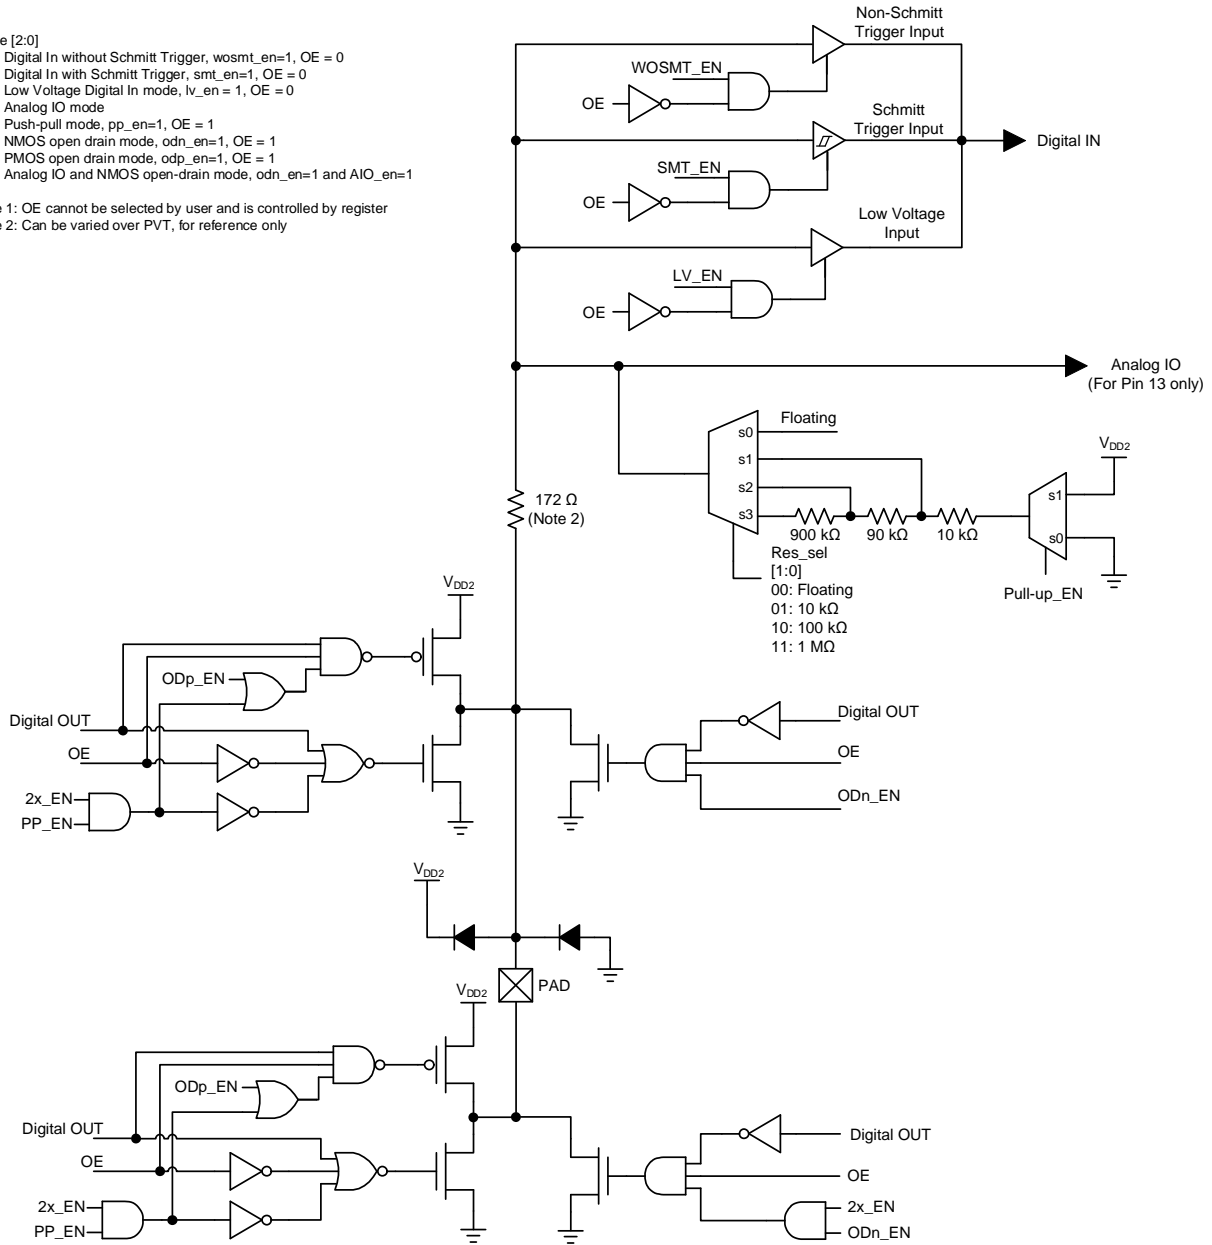 e [2:0]
Digital In without Schmitt Trigger, wosmt_en=1, OE = 0
Digital In with Schmitt Trigger, smt_en=1, OE = 0
Low Voltage Digital In mode, lv_en = 1, OE = 0
Analog IO mode
Push-pull mode, pp_en=1, OE = 1
NMOS open drain mode, odn_en=1, OE = 1
PMOS open drain mode, odp_en=1, OE = 1
Analog IO and NMOS open-drain mode, odn_en=1 and AIO_en=1
e 1: OE cannot be selected by user and is controlled by register
e 2: Can be varied over PVT, for reference only
Non-Schmitt
Trigger Input
WOSMT_EN
OE
Schmitt
Trigger Input
Digital IN
SMT_EN
OE
Low Voltage
Input
LV_EN
OE
Analog IO
(For Pin 13 only)
s0
Floating
s1
s2
s3
900 kΩ
90 kΩ
10 kΩ
VDD2
s1
s0
Pull-up_EN
172 Ω
(Note 2)
Res_sel
[1:0]
00: Floating
01: 10 kΩ
10: 100 kΩ
11: 1 MΩ
VDD2
ODp_EN
Digital OUT
OE
2x_EN
PP_EN
Digital OUT
OE
ODn_EN
VDD2
PAD
VDD2
ODp_EN
Digital OUT
OE
2x_EN
PP_EN
Digital OUT
OE
2x_EN
ODn_EN